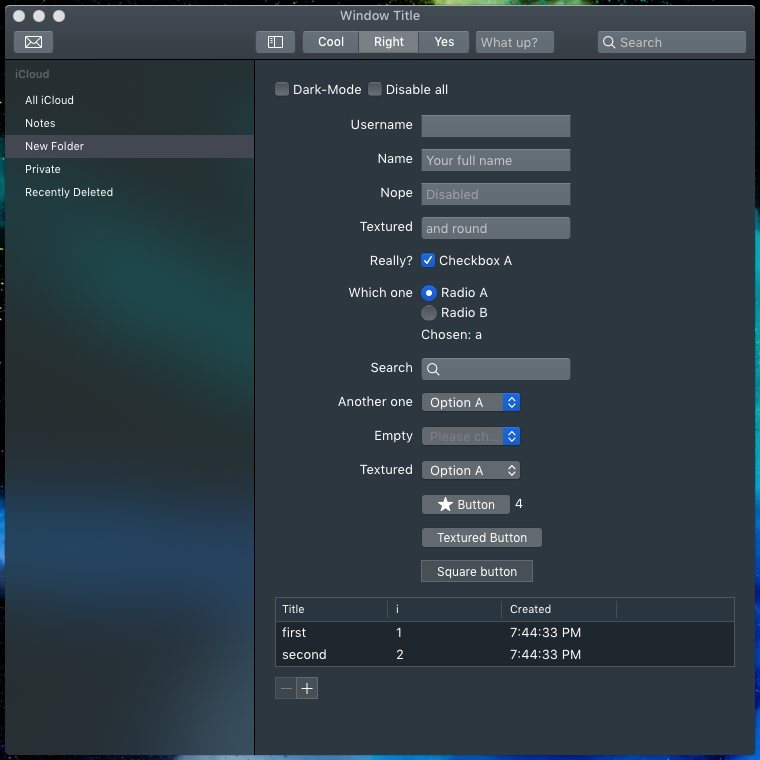 Window Title
Cool Right Yes What up? Search
iCloud
All iCloud
Notes
New Folder
Private
Recently Deleted
Dark-Mode Disable all
Username
Name Your full name
Nope Disabled
Textured and round
Really? Checkbox A
Which one Radio A
Radio B
Chosen: a
Search
Another one Option A
Empty Please ch...
Textured Option A
Button 4
Textured Button
Square button
Title i Created
first 1 7:44:33 PM
second 2 7:44:33 PM